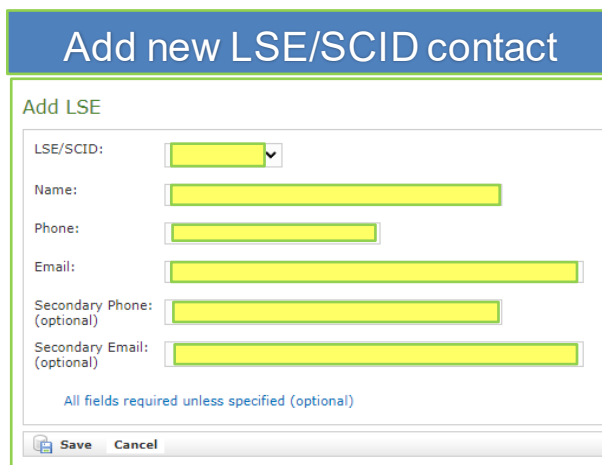 Add new LSE/SCID contact
Add LSE
LSE/SCID:
Name:
Phone:
Email:
Secondary Phone:
(optional)
Secondary Email:
(optional)
All fields required unless specified (optional)
Save Cancel